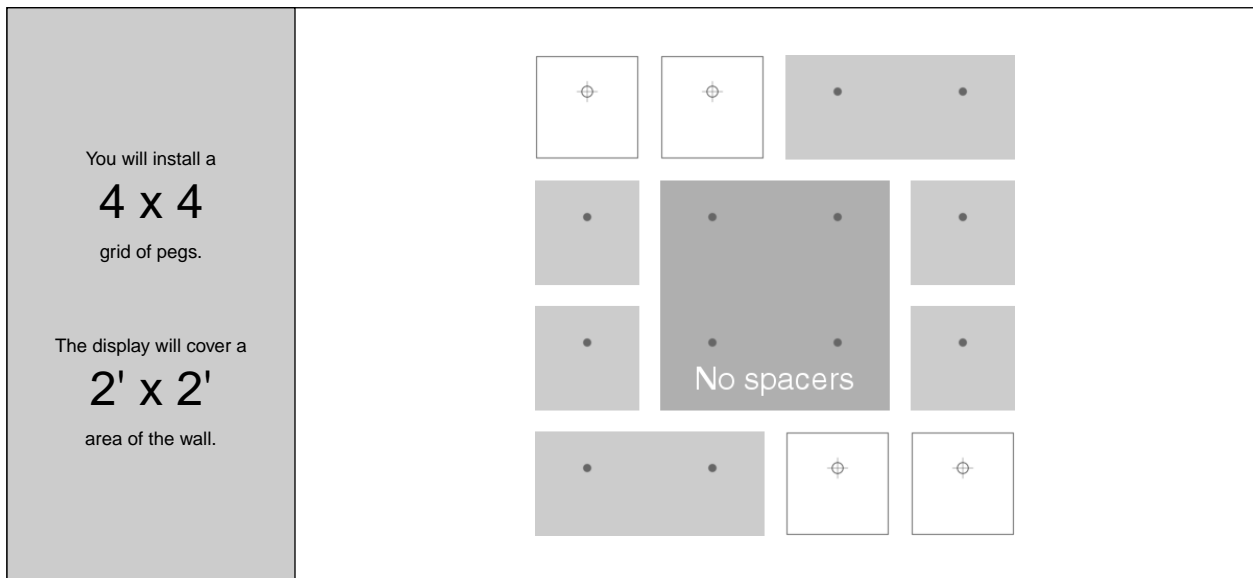 You will install a
4 x 4
grid of pegs.
The display will cover a
2' x 2'
area of the wall.
No spacers